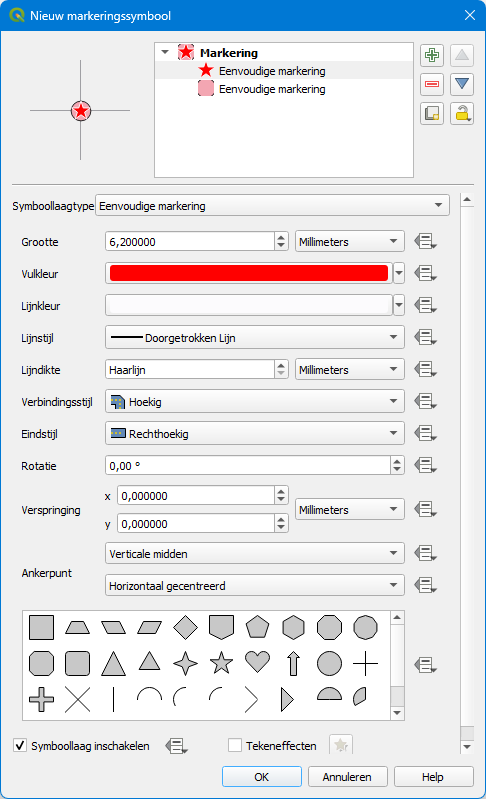 Nieuw markeringssymbool
Markering
Eenvoudige markering
Eenvoudige markering
Symboollaagtype Eenvoudige markering
Grootte 6,200000 Millimeters
Vulkleur
Lijnkleur
Lijnstijl Doorgetrokken Lijn
Lijndikte Haarlijn Millimeters
Verbindingsstijl Hoekig
Eindstijl Rechthoekig
Rotatie 0,00 °
x 0,000000
Verspringing Millimeters
y 0,000000
Verticale midden
Ankerpunt
Horizontaal gecentreerd
Symboollaag inschakelen Tekeneffecten
OK Annuleren Help